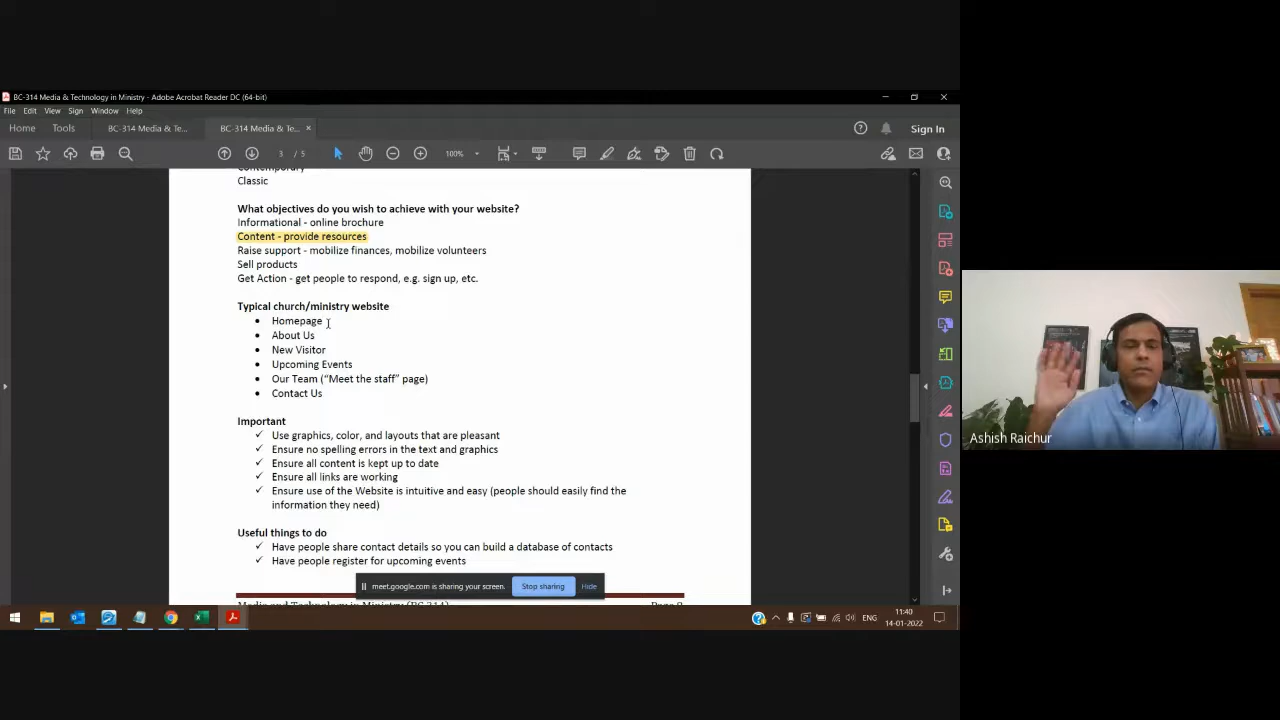 BC-314 Media & Technology in Ministry - Adobe Acrobat Reader DC (64-bit)
File Edit View Sign Window Help
Home Tools BC-314 Media & Te... BC-314 Media & Te... × Sign In
3 / 5 100%
Contemporary
Classic
What objectives do you wish to achieve with your website?
Informational - online brochure
Content - provide resources
Raise support - mobilize finances, mobilize volunteers
Sell products
Get Action - get people to respond, e.g. sign up, etc.
Typical church/ministry website
• Homepage
• About Us
• New Visitor
• Upcoming Events
• Our Team (“Meet the staff” page)
• Contact Us
Important
✓ Use graphics, color, and layouts that are pleasant
✓ Ensure no spelling errors in the text and graphics
✓ Ensure all content is kept up to date
✓ Ensure all links are working
✓ Ensure use of the Website is intuitive and easy (people should easily find the
information they need)
Useful things to do
✓ Have people share contact details so you can build a database of contacts
✓ Have people register for upcoming events
meet.google.com is sharing your screen. Stop sharing Hide
Media and Technology in Ministry (BC 314)
Ashish Raichur
ENG
11:40
14-01-2022